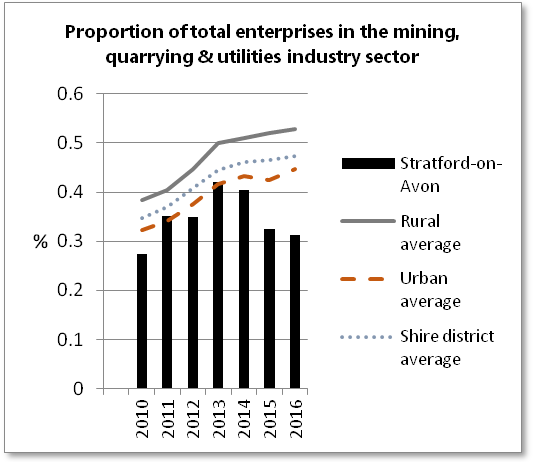 Proportion of total enterprises in the mining,
quarrying & utilities industry sector
0.6
0.5
0.4
0.3
0.2
0.1
0
%
2010
2011
2012
2013
2014
2015
2016
Stratford-on-
Avon
Rural
average
Urban
average
Shire district
average